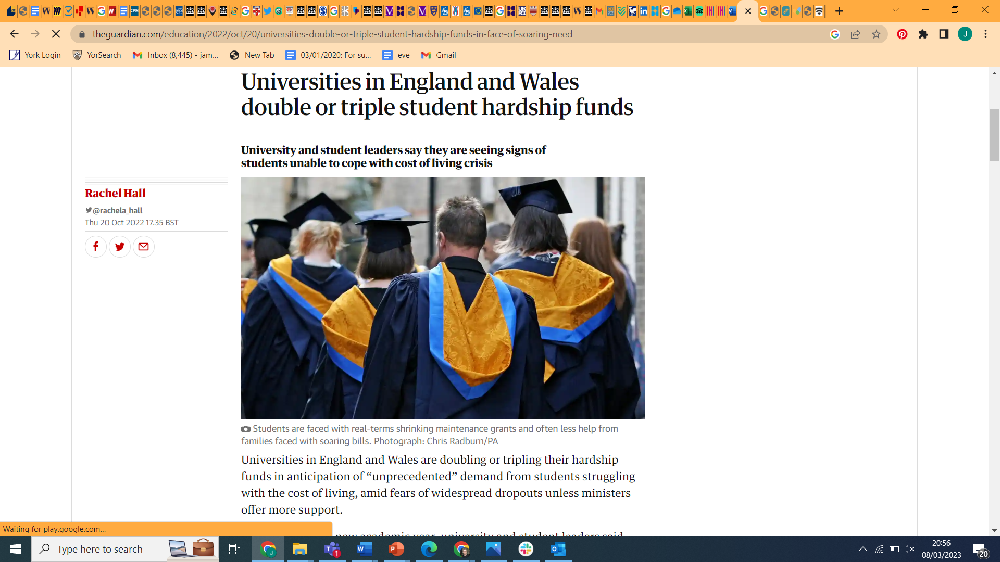 theguardian.com/education/2022/oct/20/universities-double-or-triple-student-hardship-funds-in-face-of-soaring-need
J
York Login
YorSearch
Inbox (8,445) - jam...
New Tab
03/01/2020: For su...
eve
Gmail
Universities in England and Wales
double or triple student hardship funds
University and student leaders say they are seeing signs of
students unable to cope with cost of living crisis
Rachel Hall
@rachela_hall
Thu 20 Oct 2022 17.35 BST
Students are faced with real-terms shrinking maintenance grants and often less help from
families faced with soaring bills. Photograph: Chris Radburn/PA
Universities in England and Wales are doubling or tripling their hardship
funds in anticipation of “unprecedented” demand from students struggling
with the cost of living, amid fears of widespread dropouts unless ministers
offer more support.
new academic year, university and student leaders said
Waiting for play.google.com...
Type here to search
20:56
08/03/2023
20